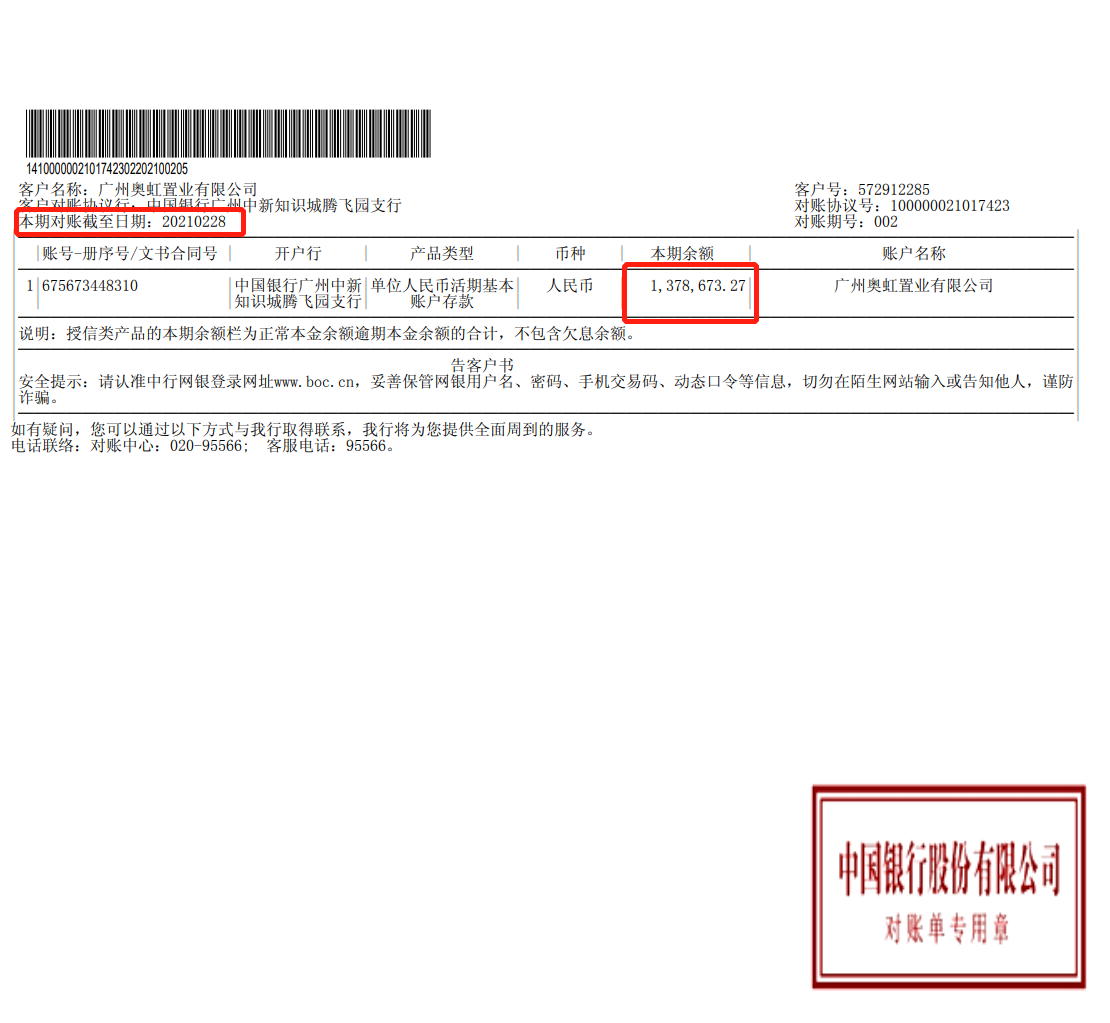 14100000021017423022021​00205
客户名称：广州奥虹置业有限公司
客户号：572912285
客户对账协议行：中国银行广州中新知识城腾飞园支行
对账协议号：100000021017423
本期对账截至日期：20210228
对账期号：002
账号-册序号/文书合同号 开户行 产品类型 币种 本期余额 账户名称
1 675673448310 中国银行广州中新 单位人民币活期基本 人民币 1,378,673.27 广州奥虹置业有限公司
知识城腾飞园支行 账户存款
说明：授信类产品的本期余额栏为正常本金余额逾期本金余额的合计，不包含欠息余额。
告客户书
安全提示：请认准中行网银登录网址www.boc.cn，妥善保管网银用户名、密码、手机交易码、动态口令等信息，切勿在陌生网站输入或告知他人，谨防
诈骗。
如有疑问，您可以通过以下方式与我行取得联系，我行将为您提供全面周到的服务。
电话联络：对账中心：020-95566; 客服电话：95566。
中国银行股份有限公司
对账单专用章